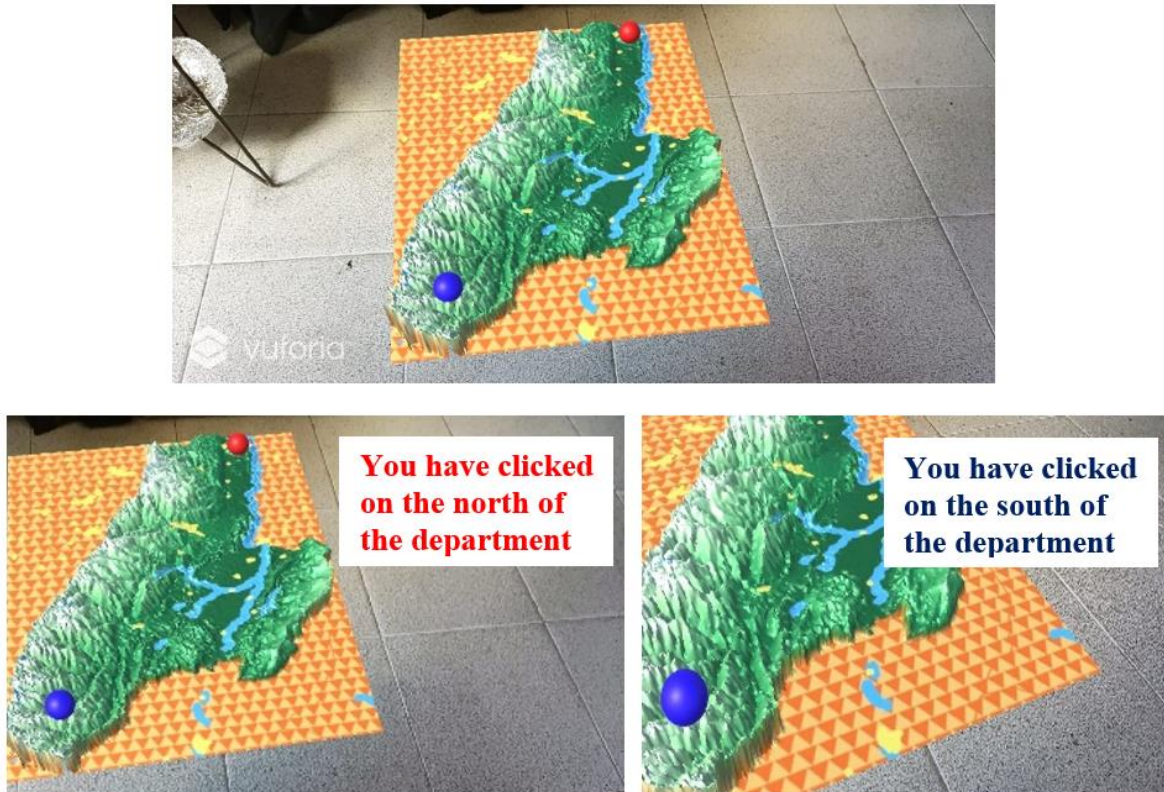 vuforia
You have clicked
on the north of
the department
You have clicked
on the south of
the department